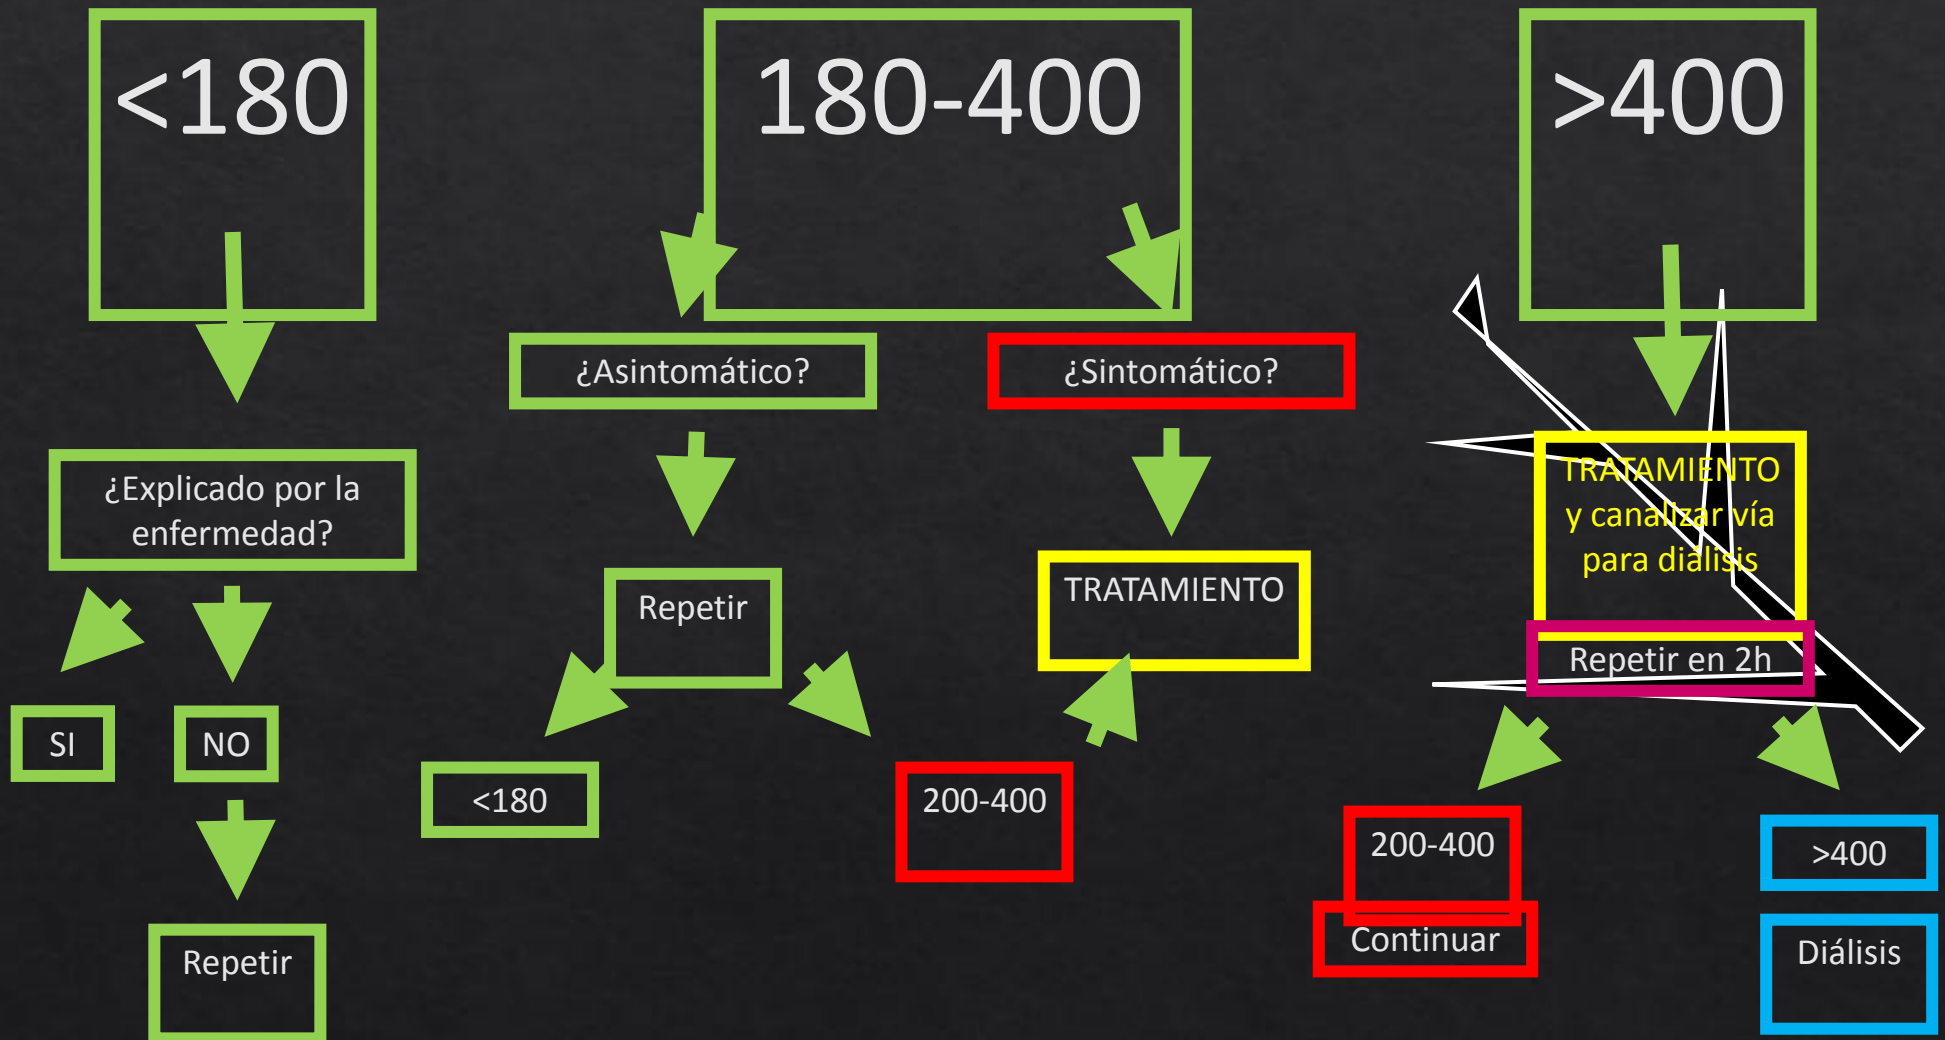 <180
180-400
>400
¿Asintomático?
¿Sintomático?
¿Explicado por la
enfermedad?
TRATAMIENTO
y canalizar vía
para diálisis
Repetir
TRATAMIENTO
Repetir en 2h
SI
NO
<180
200-400
200-400
>400
Continuar
Diálisis
Repetir